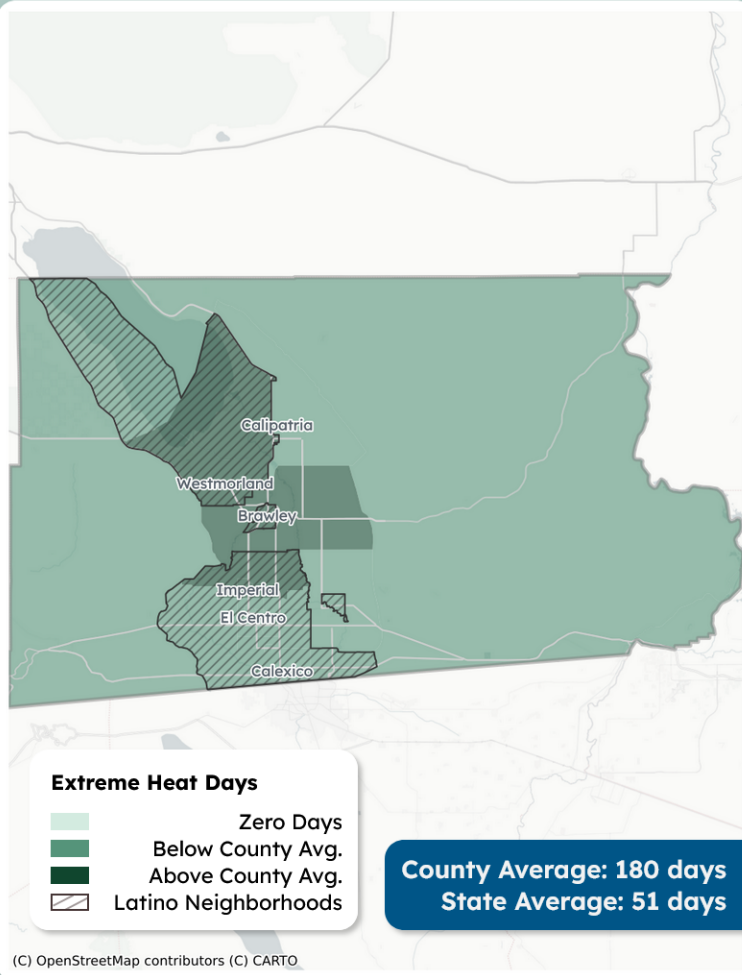 Calipatria
Westmorland
Brawley
Imperial
El Centro
Calexico
Extreme Heat Days
Zero Days
Below County Avg.
Above County Avg.
Latino Neighborhoods
County Average: 180 days
State Average: 51 days
(C) OpenStreetMap contributors (C) CARTO